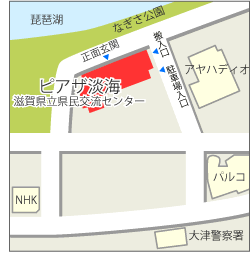 琵琶湖
なぎさ公園
正面玄関
搬入口
アヤハディオ
ピアザ淡海
滋賀県立県民交流センター
駐車場入口
パルコ
NHK
大津警察署